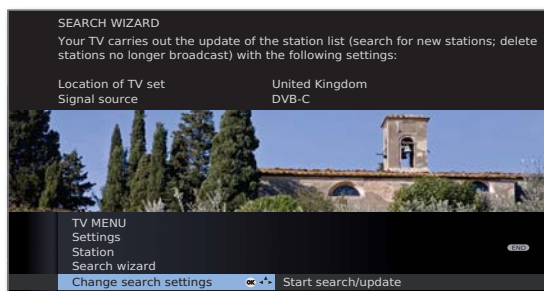 SEARCH WIZARD
Your TV carries out the update of the station list (search for new stations; delete
stations no longer broadcast) with the following settings:
Location of TV set United Kingdom
Signal source DVB-C
TV MENU
Settings
Station
END
Search wizard
Change search settings OK Start search/update